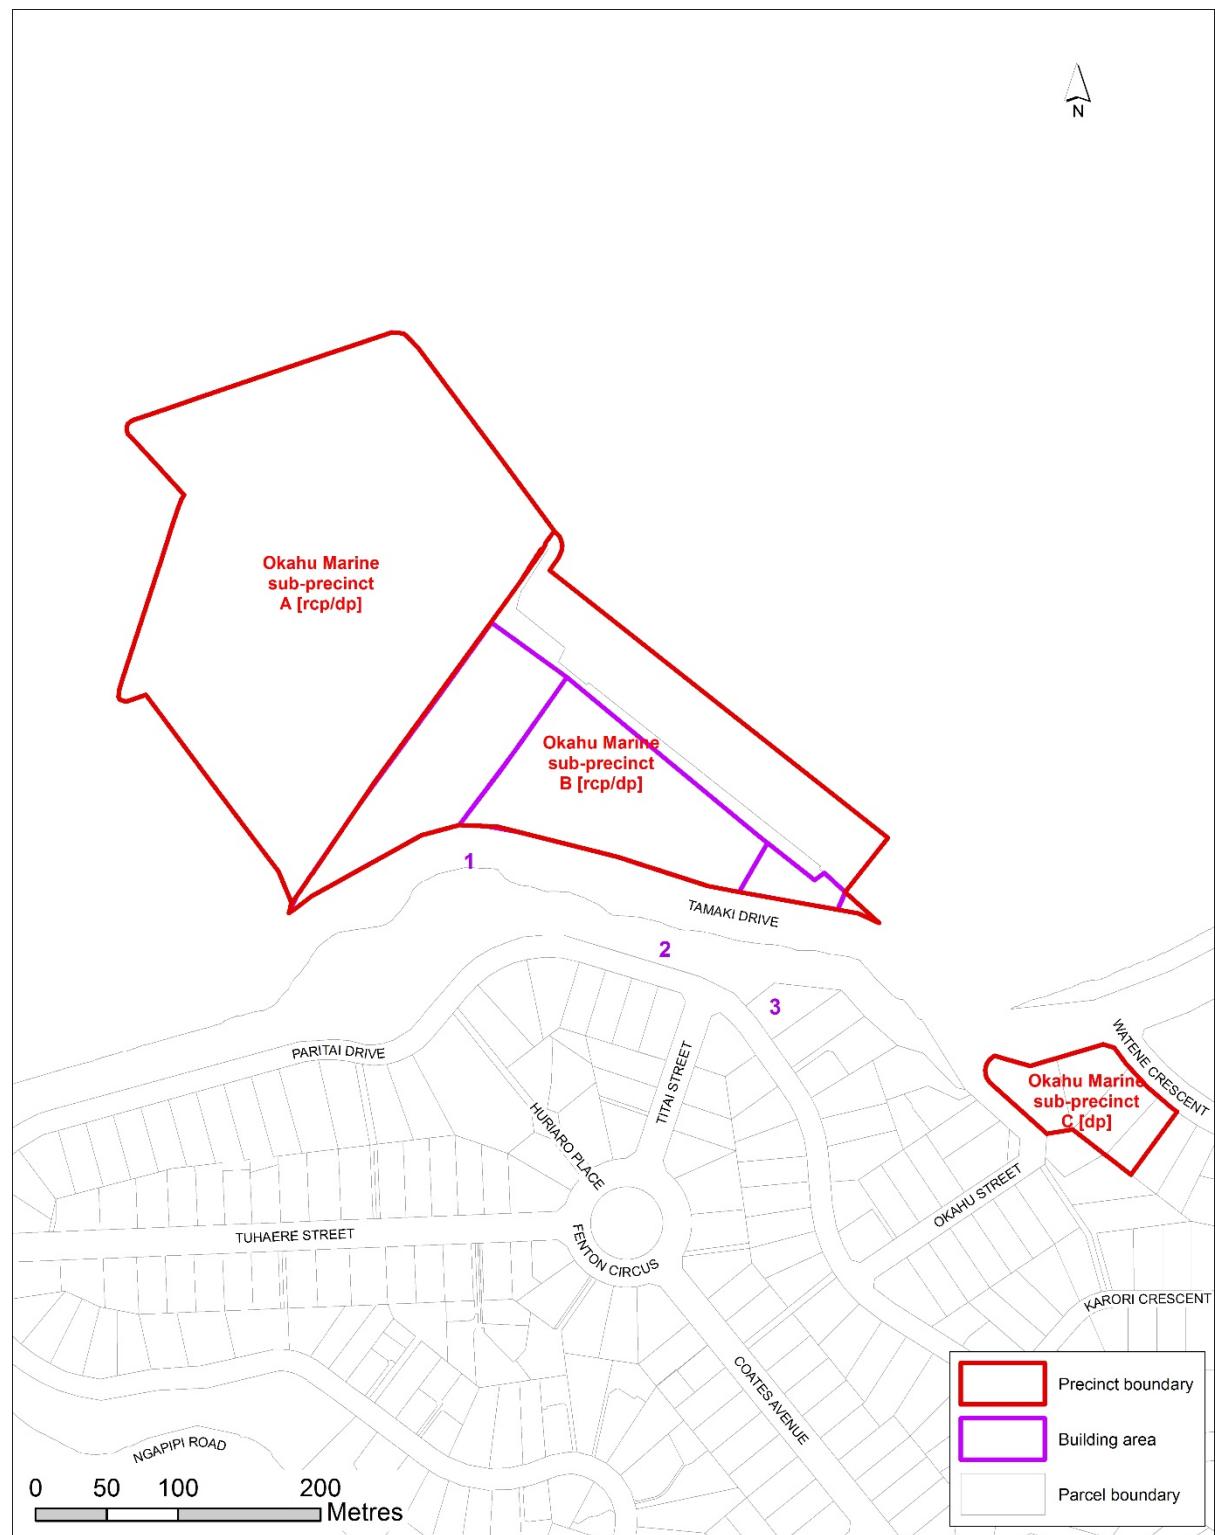 N
Okahu Marine
sub-precinct
A [rcp/dp]
Okahu Marine
sub-precinct
B [rcp/dp]
1
TAMAKI DRIVE
2
3
WATENE CRESCENT
PARITAI DRIVE
Okahu Marine
sub-precinct
C [dp]
TITAI STREET
HURIARO PLACE
OKAHU STREET
TUHAERE STREET
FENTON CIRCUS
KARORI CRESCENT
COATES AVENUE
NGAPIPI ROAD
Precinct boundary
Building area
Parcel boundary
0 50 100 200
Metres